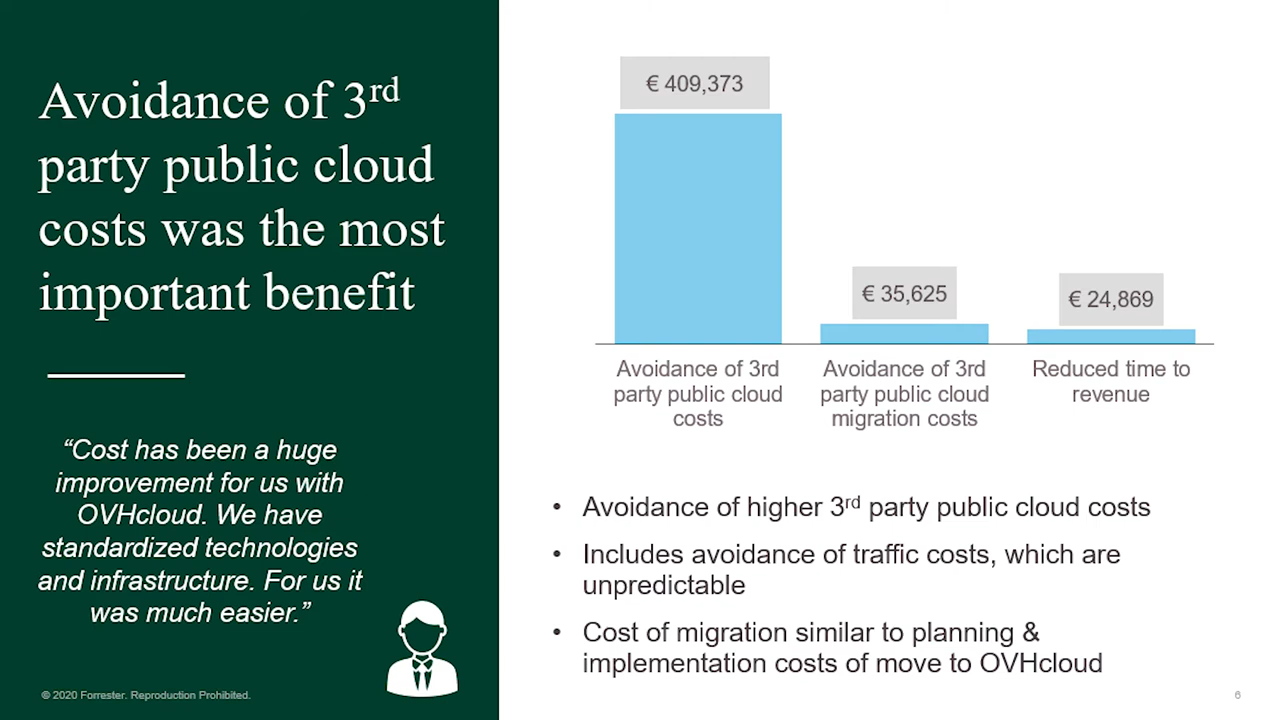 Avoidance of 3rd
party public cloud
costs was the most
important benefit
“Cost has been a huge
improvement for us with
OVHcloud. We have
standardized technologies
and infrastructure. For us it
was much easier.”
© 2020 Forrester. Reproduction Prohibited.
€ 409,373
€ 35,625
€ 24,869
Avoidance of 3rd
party public cloud
costs
Avoidance of 3rd
party public cloud
migration costs
Reduced time to
revenue
• Avoidance of higher 3rd party public cloud costs
• Includes avoidance of traffic costs, which are
unpredictable
• Cost of migration similar to planning &
implementation costs of move to OVHcloud
6